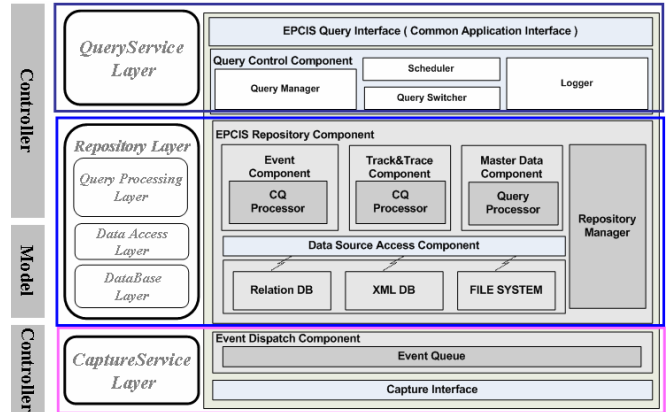 Controller
Model
Controller
QueryService
Layer
EPCIS Query Interface ( Common Application Interface )
Query Control Component
Query Manager
Scheduler
Query Switcher
Logger
Repository Layer
Query Processing
Layer
Data Access
Layer
DataBase
Layer
EPCIS Repository Component
Event
Component
CQ
Processor
Track&Trace
Component
CQ
Processor
Master Data
Component
Query
Processor
Repository
Manager
Data Source Access Component
Relation DB
XML DB
FILE SYSTEM
CaptureService
Layer
Event Dispatch Component
Event Queue
Capture Interface